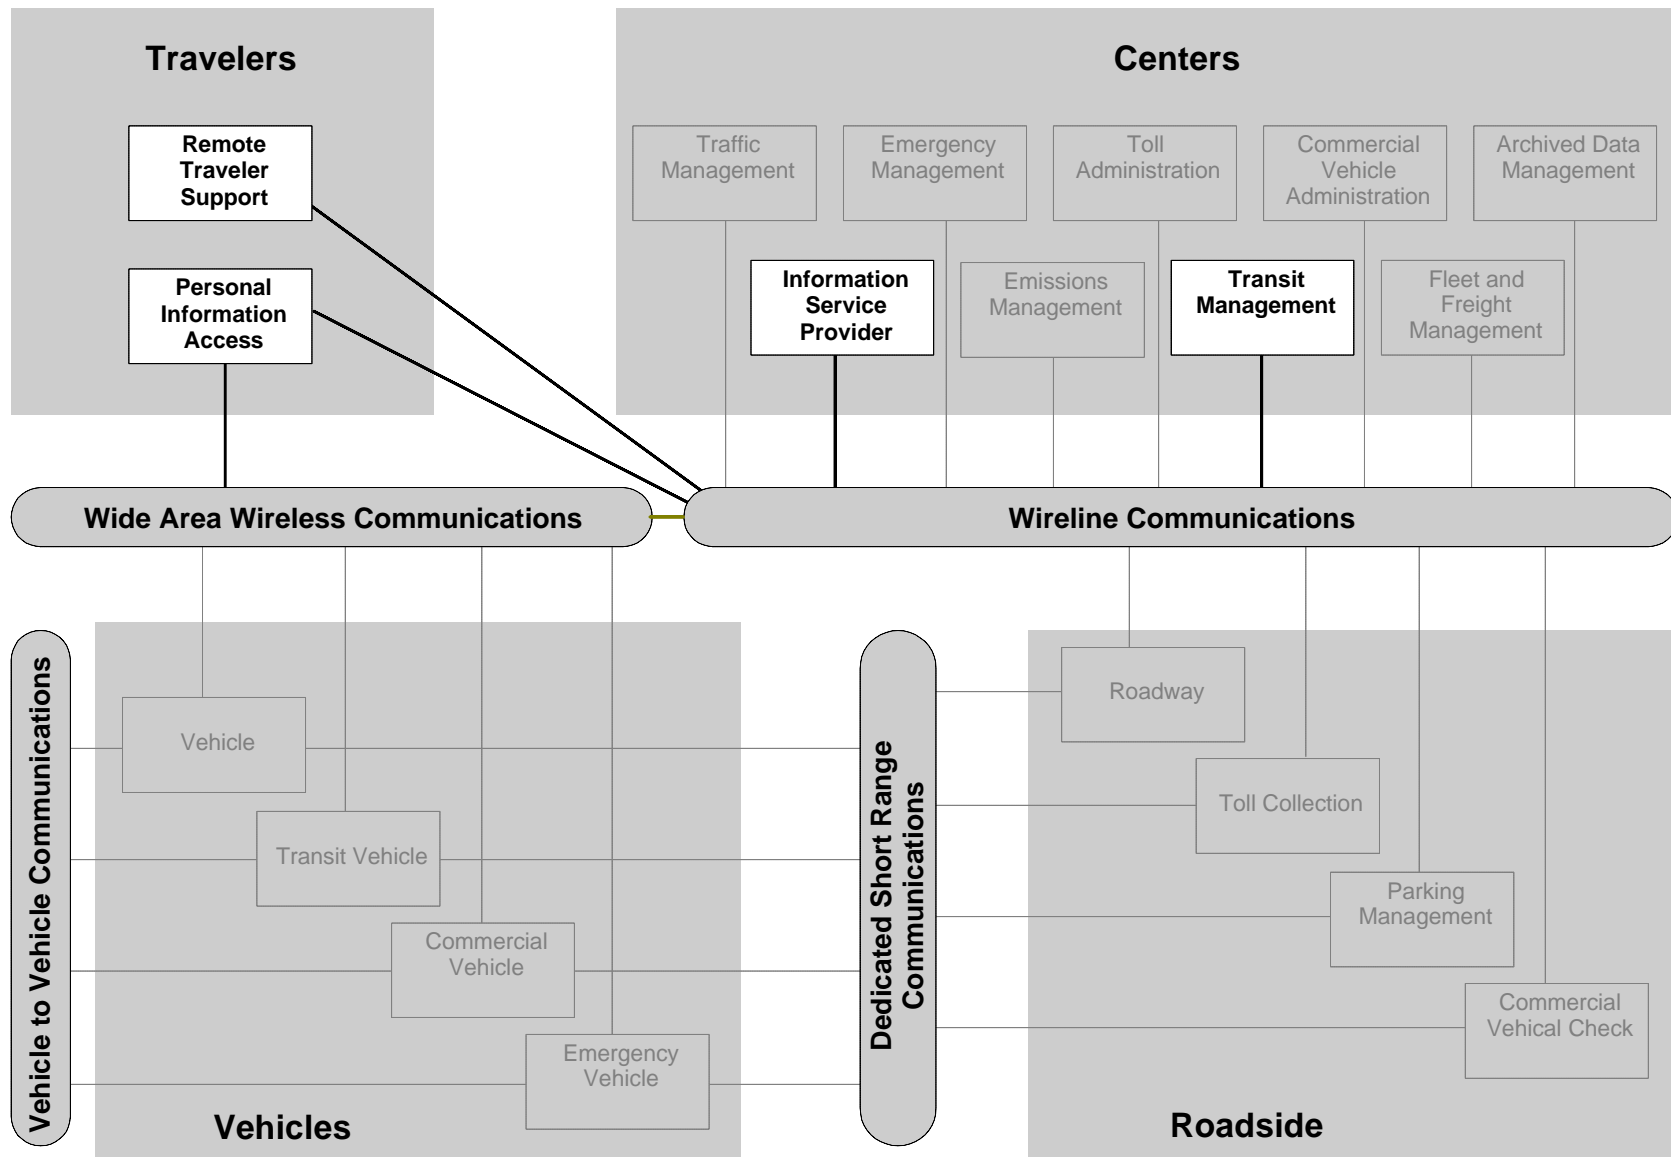 Travelers
Remote
Traveler
Support
Personal
Information
Access
Centers
Traffic
Management
Emergency
Management
Toll
Administration
Commercial
Vehicle
Administration
Archived Data
Management
Information
Service
Provider
Emissions
Management
Transit
Management
Fleet and
Freight
Management
Wide Area Wireless Communications
Wireline Communications
Vehicle to Vehicle Communications
Vehicle
Transit Vehicle
Commercial
Vehicle
Emergency
Vehicle
Vehicles
Dedicated Short Range
Communications
Roadway
Toll Collection
Parking
Management
Commercial
Vehical Check
Roadside